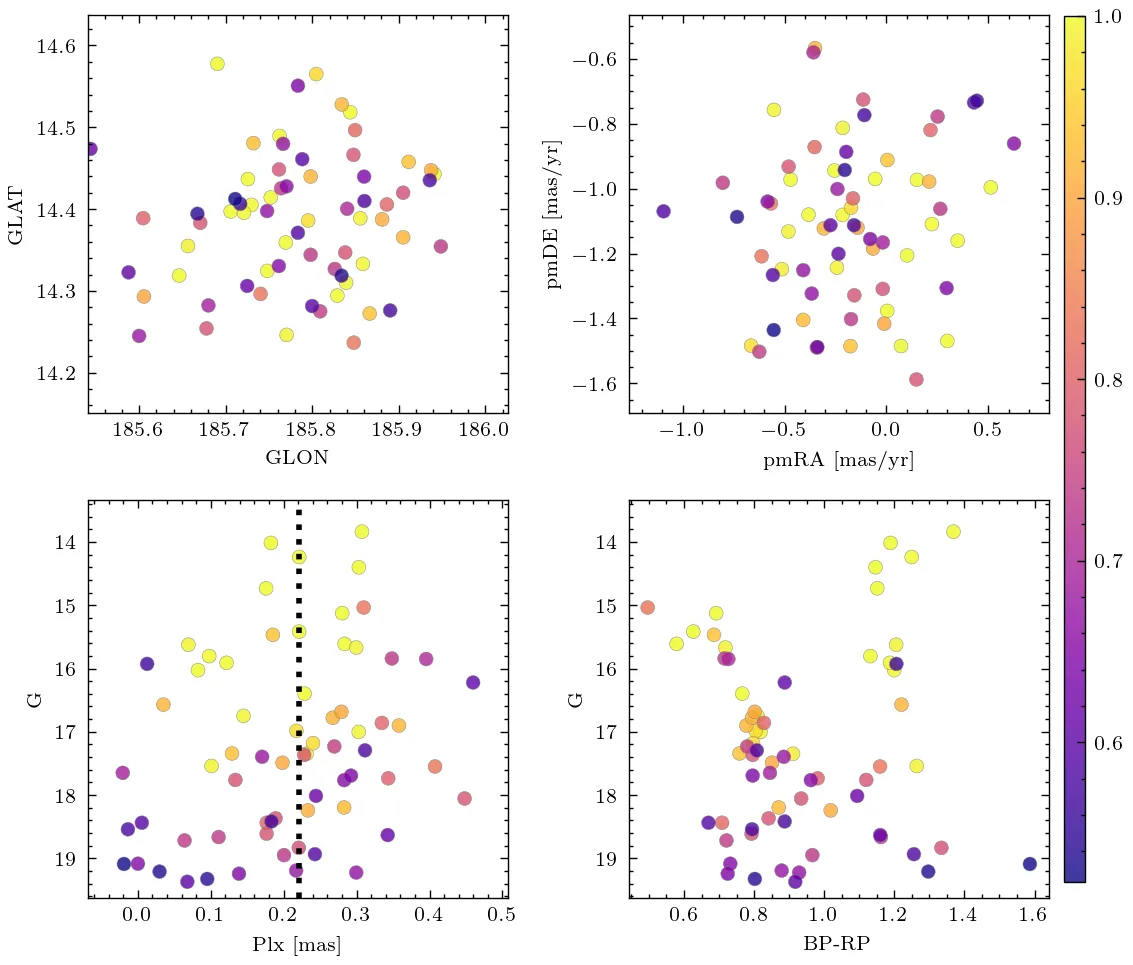 14.6
14.5
14.4
14.3
14.2
GLAT
185.6 185.7 185.8 185.9 186.0
GLON
−0.6
−0.8
−1.0
−1.2
−1.4
−1.6
pmDE [mas/yr]
−1.0 −0.5 0.0 0.5
pmRA [mas/yr]
1.0
0.9
0.8
0.7
0.6
14
15
16
17
18
19
G
0.0 0.1 0.2 0.3 0.4 0.5
Plx [mas]
14
15
16
17
18
19
G
0.6 0.8 1.0 1.2 1.4 1.6
BP-RP